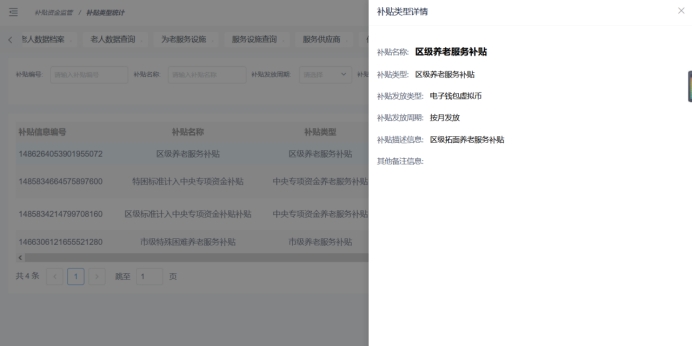 补贴资金运营 / 补贴类型统计
老人数据档案 老人数据查询 为老服务设施 服务设施查询 服务供应商
补贴编号 请输入补贴编号 补贴名称 请输入补贴名称 补贴发放周期 请选择
补贴信息编号 补贴名称 补贴类型
1486264053901955072 区级养老服务补贴 区级养老服务补贴
1485834664575897600 特困标准计入中央专项资金补贴 中央专项资金养老服务补贴
1485834214799708160 区级标准计入中央专项资金补贴补贴 中央专项资金养老服务补贴
1466306121655521280 市级特殊困难养老服务补贴 市级养老服务补贴
共 4 条 1 跳至 1 页
补贴类型详情
补贴名称: 区级养老服务补贴
补贴类型: 区级养老服务补贴
补贴发放类型: 电子钱包虚拟币
补贴发放周期: 按月发放
补贴描述信息: 区级拓面养老服务补贴
其他备注信息: